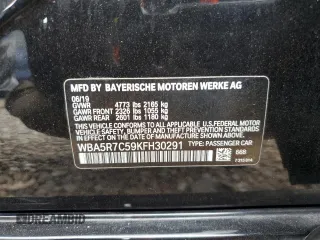 MFD BY BAYERISCHE MOTOREN WERKE AG
06/19
GVWR 4773 lbs 2165 kg
GAWR FRONT 2326 lbs 1055 kg
GAWR REAR 2601 lbs 1180 kg
THIS VEHICLE CONFORMS TO ALL APPLICABLE
FEDERAL MOTOR VEHICLE SAFETY, BUMPER, AND
THEFT PREVENTION STANDARDS IN EFFECT ON
THE DATE OF MANUFACTURE SHOWN ABOVE.
WBA5R7C59KFH30291 TYPE: PASSENGER CAR
668
© DREAMBID